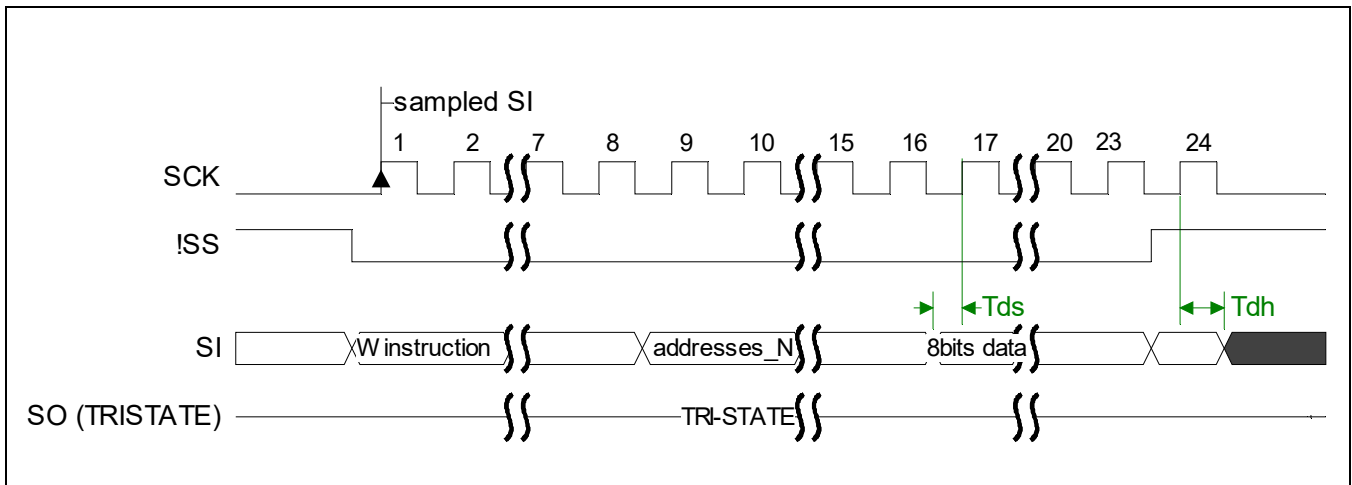 sampled SI
1 2 7 8 9 10 15 16 17 20 23 24
SCK
!SS
Tds Tdh
SI W instruction addresses_N 8bits data
SO (TRISTATE) TRI-STATE